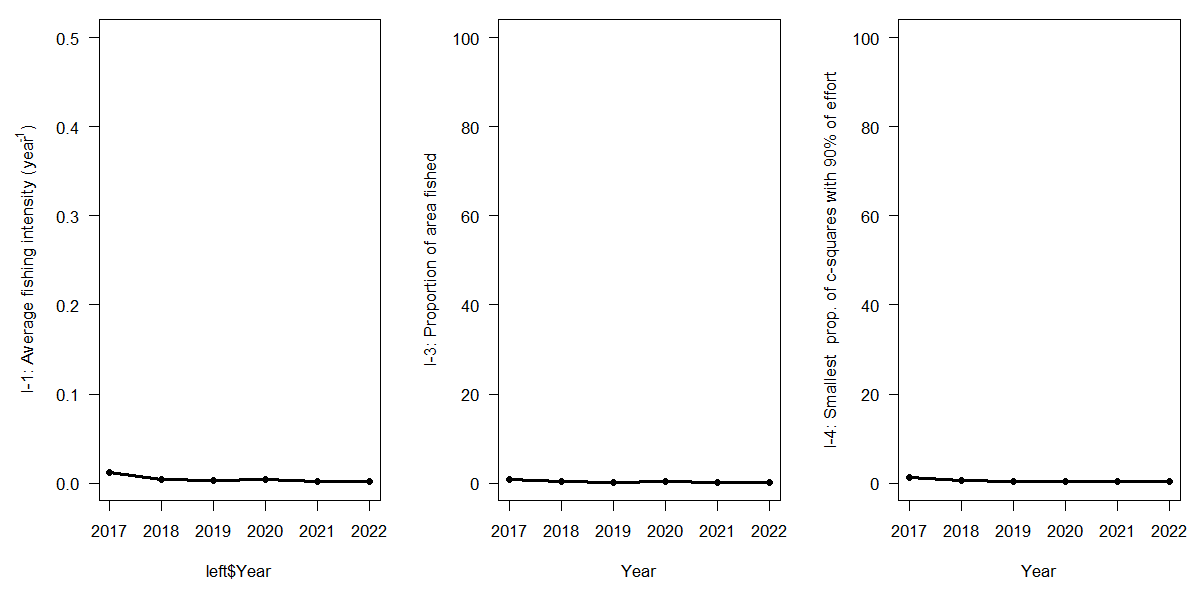 I-1: Average fishing intensity (year-1)
0.5
0.4
0.3
0.2
0.1
0.0
2017 2018 2019 2020 2021 2022
left$Year
I-3: Proportion of area fished
100
80
60
40
20
0
2017 2018 2019 2020 2021 2022
Year
I-4: Smallest prop. of c-squares with 90% of effort
100
80
60
40
20
0
2017 2018 2019 2020 2021 2022
Year